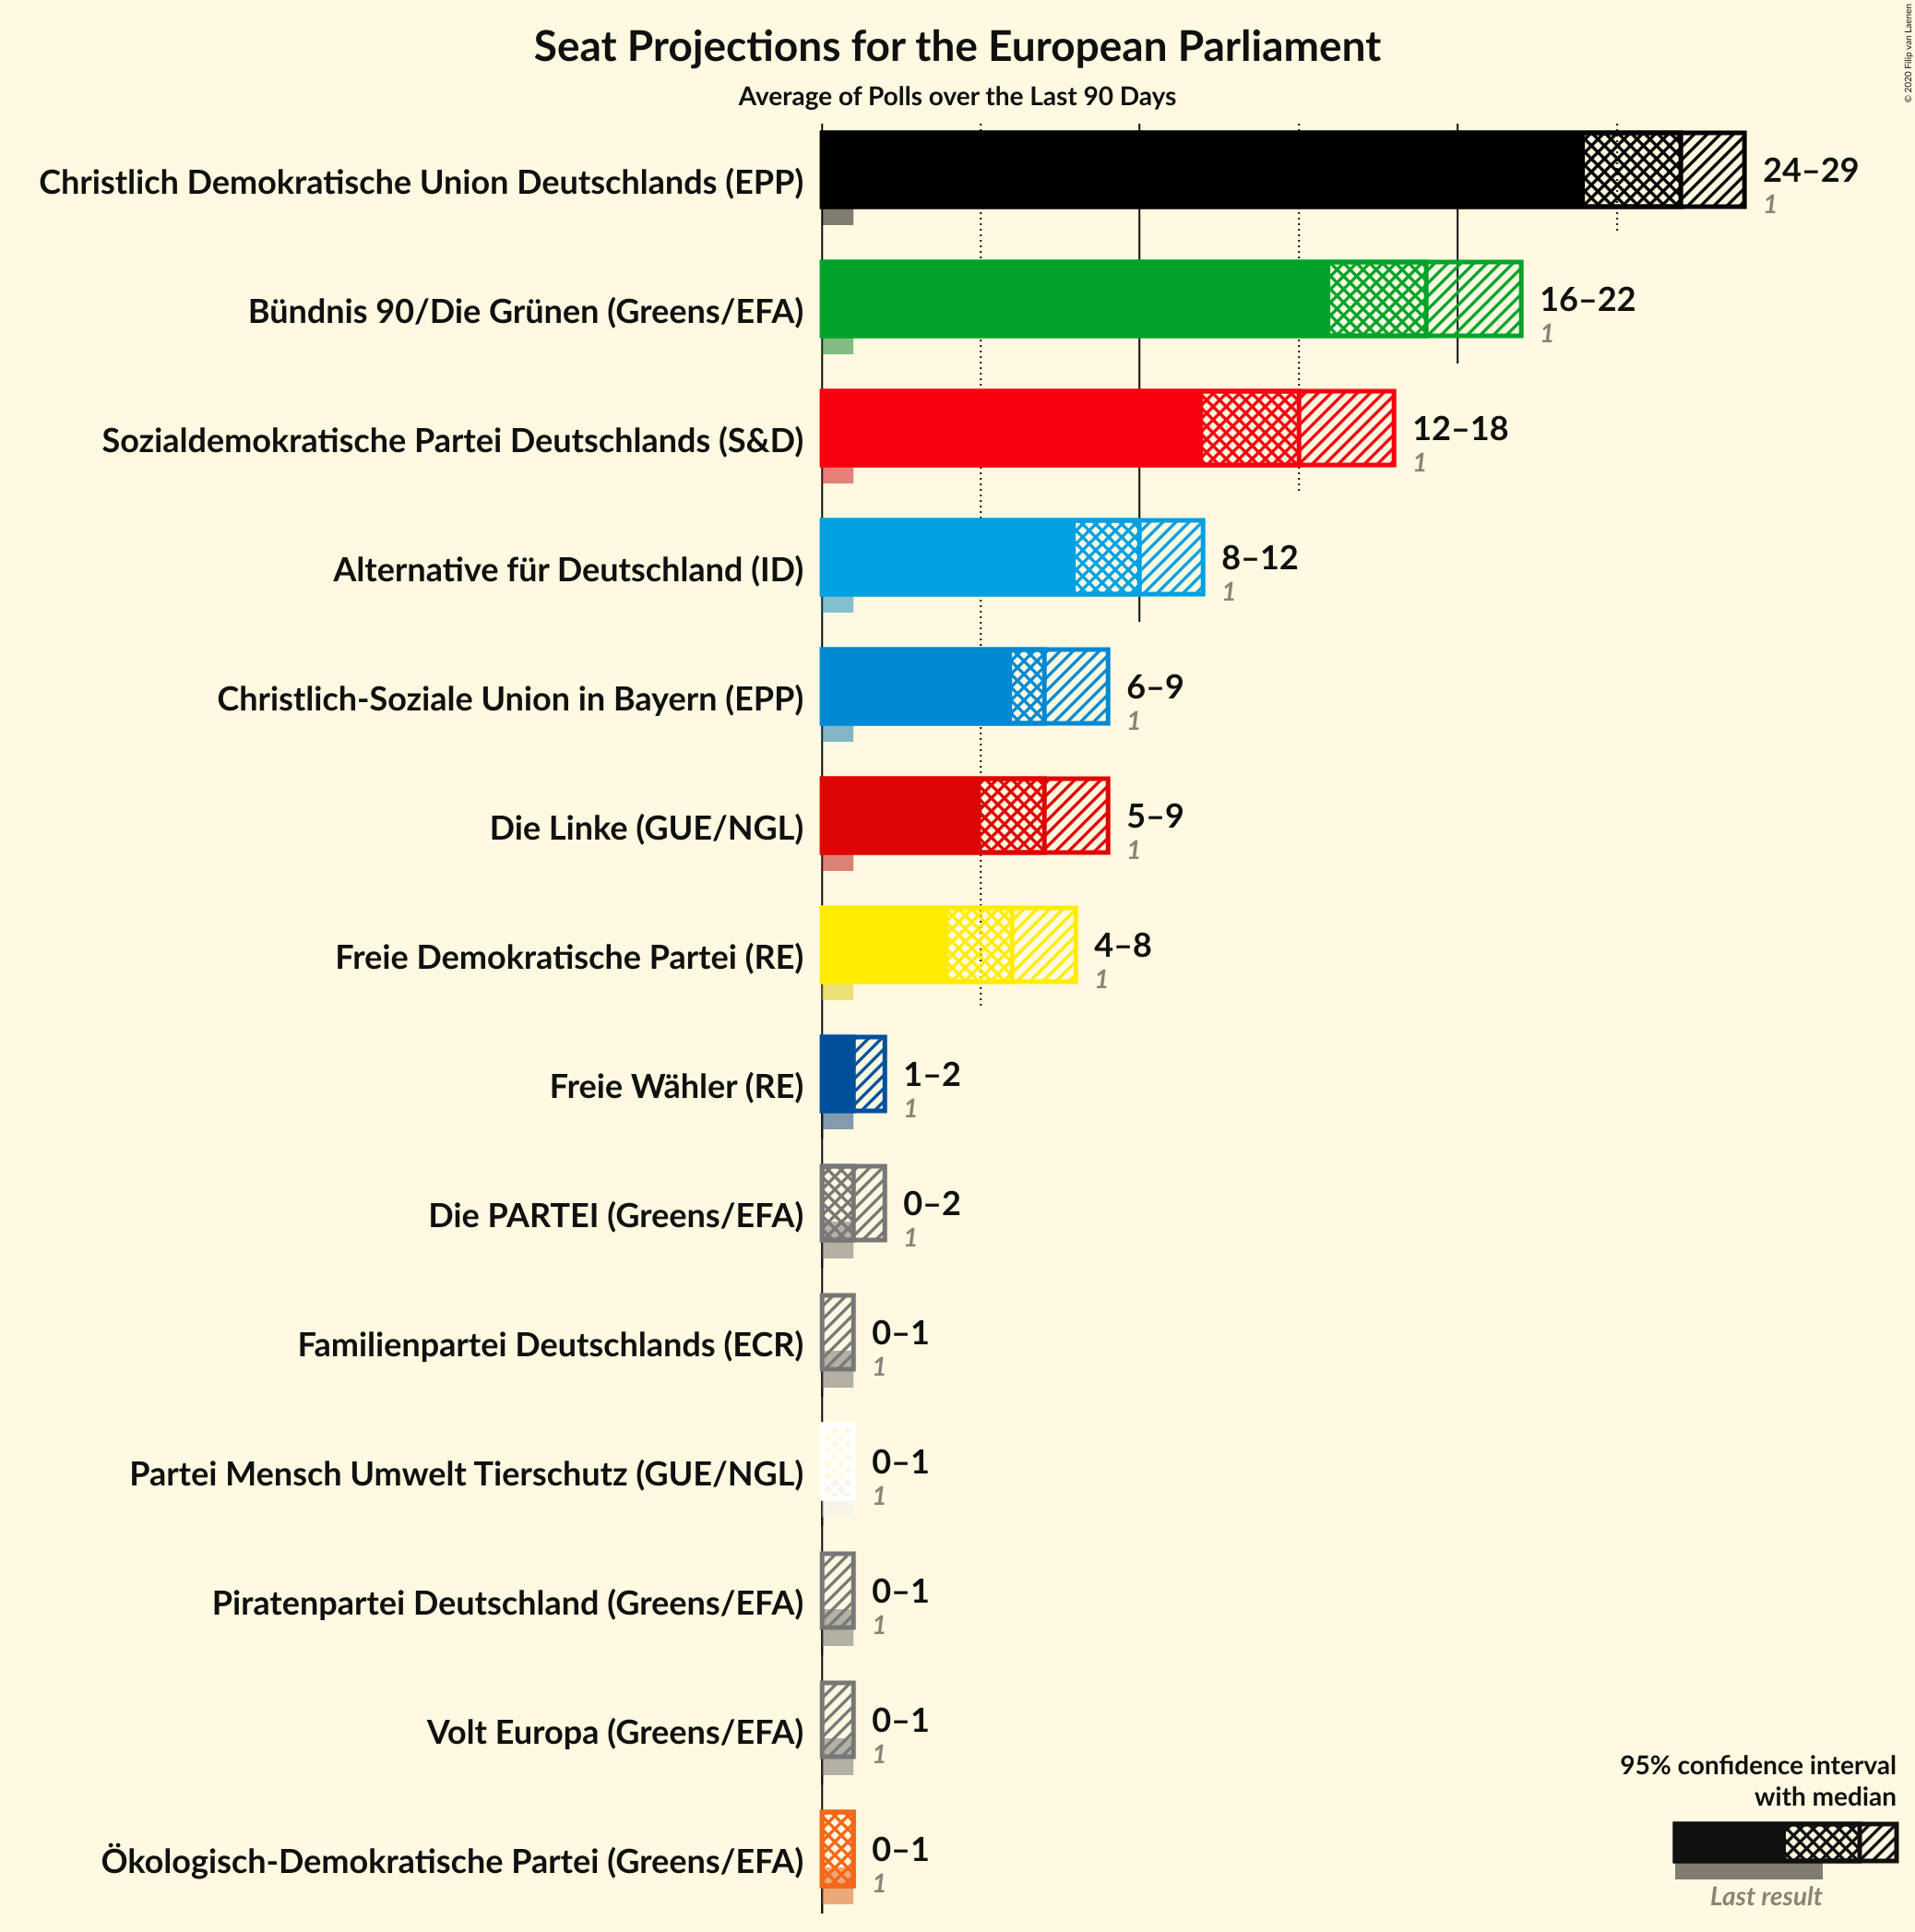 Seat Projections for the European Parliament
Average of Polls over the Last 90 Days
© 2020 Filip van Laenen
Christlich Demokratische Union Deutschlands (EPP)
24–29
1
Bündnis 90/Die Grünen (Greens/EFA)
16–22
1
Sozialdemokratische Partei Deutschlands (S&D)
12–18
1
Alternative für Deutschland (ID)
8–12
1
Christlich-Soziale Union in Bayern (EPP)
6–9
1
Die Linke (GUE/NGL)
5–9
1
Freie Demokratische Partei (RE)
4–8
1
Freie Wähler (RE)
1–2
1
Die PARTEI (Greens/EFA)
0–2
1
Familienpartei Deutschlands (ECR)
0–1
1
Partei Mensch Umwelt Tierschutz (GUE/NGL)
0–1
1
Piratenpartei Deutschland (Greens/EFA)
0–1
1
Volt Europa (Greens/EFA)
0–1
1
Ökologisch-Demokratische Partei (Greens/EFA)
0–1
1
95% confidence interval
with median
Last result